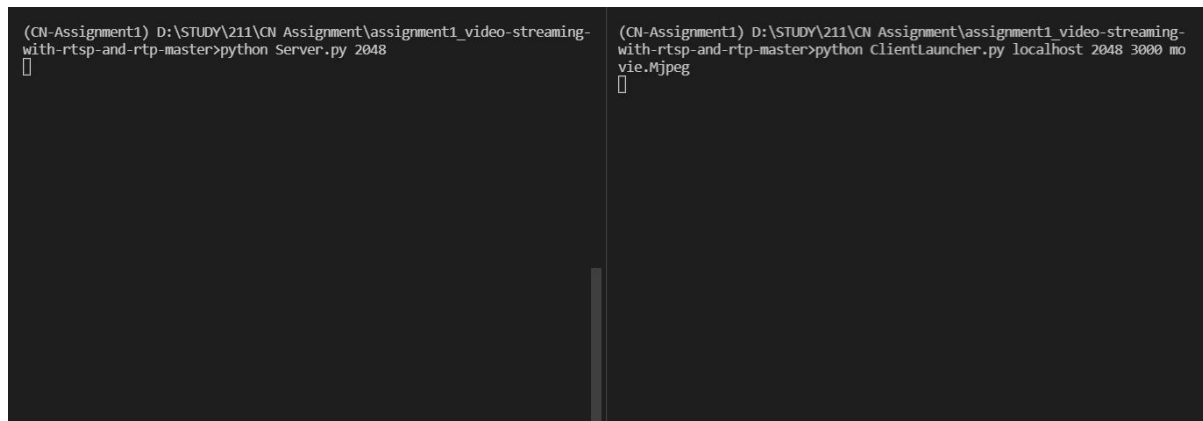 (CN-Assignment1) D:\STUDY\211\CN Assignment\assignment1_video-streaming-
with-rtsp-and-rtp-master>python Server.py 2048
(CN-Assignment1) D:\STUDY\211\CN Assignment\assignment1_video-streaming-
with-rtsp-and-rtp-master>python ClientLauncher.py localhost 2048 3000 mo
vie.Mjpeg